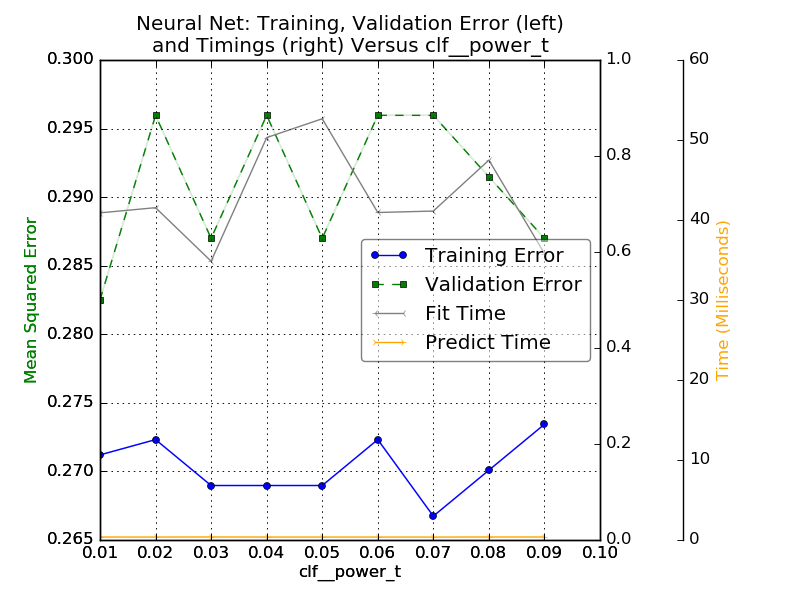 Neural Net: Training, Validation Error (left)
and Timings (right) Versus clf__power_t
0.300
0.295
0.290
0.285
0.280
0.275
0.270
0.265
Mean Squared Error
1.0
0.8
0.6
0.4
0.2
0.0
60
50
40
30
20
10
0
Time (Milliseconds)
Training Error
Validation Error
Fit Time
Predict Time
0.01 0.02 0.03 0.04 0.05 0.06 0.07 0.08 0.09 0.10
clf__power_t